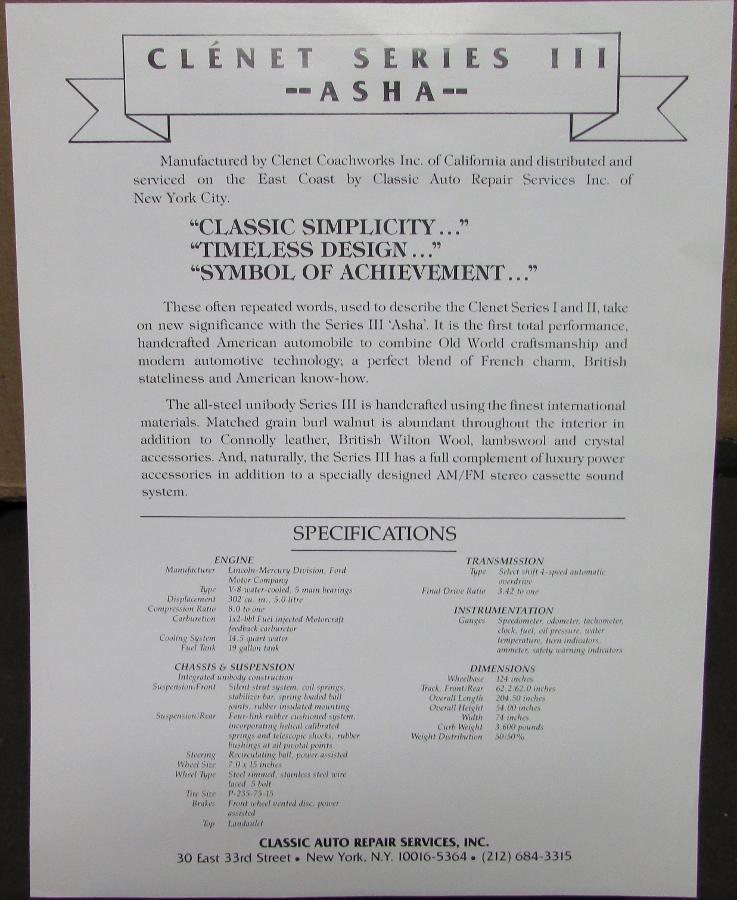 CLÉNET SERIES III
--ASHA--
Manufactured by Clenet Coachworks Inc. of California and distributed and
serviced on the East Coast by Classic Auto Repair Services Inc. of
New York City.
“CLASSIC SIMPLICITY...”
“TIMELESS DESIGN...”
“SYMBOL OF ACHIEVEMENT...”
These often repeated words, used to describe the Clenet Series I and II, take
on new significance with the Series III ‘Asha’. It is the first total performance,
handcrafted American automobile to combine Old World craftsmanship and
modern automotive technology; a perfect blend of French charm, British
stateliness and American know-how.
The all-steel unibody Series III is handcrafted using the finest international
materials. Matched grain burl walnut is abundant throughout the interior in
addition to Connolly leather, British Wilton Wool, lambswool and crystal
accessories. And, naturally, the Series III has a full complement of luxury power
accessories in addition to a specially designed AM/FM stereo cassette sound
system.
SPECIFICATIONS
ENGINE
Manufacturer Lincoln-Mercury Division, Ford
Motor Company
Type V-8 water-cooled, 5 main bearings
Displacement 302 cu. in., 5.0 litre
Compression Ratio 8.0 to one
Carburetion 1x2-bbl Fuel injected Motorcraft
feedback carburetor
Cooling System 14.5 quart water
Fuel Tank 19 gallon tank
CHASSIS & SUSPENSION
Integrated unibody construction
Suspension/Front Silent strut system, coil springs,
stabilizer bar, spring loaded ball
joints, rubber insulated mounting
Suspension/Rear Four-link rubber cushioned system,
incorporating helical calibrated
springs and telescopic shocks, rubber
bushings at all pivotal points
Steering Recirculating ball, power assisted
Wheel Size 7.0 x 15 inches
Wheel Type Steel rimmed, stainless steel wire
laced 5 bolt
Tire Size P-235-75-15
Brakes Front wheel vented disc, power
assisted
Top Landaulet
TRANSMISSION
Type Select shift 4-speed automatic
overdrive
Final Drive Ratio 3.42 to one
INSTRUMENTATION
Gauges Speedometer, odometer, tachometer,
clock, fuel, oil pressure, water
temperature, turn indicators,
ammeter, safety warning indicators
DIMENSIONS
Wheelbase 124 inches
Track, Front/Rear 62.2/62.0 inches
Overall Length 204.50 inches
Overall Height 54.00 inches
Width 74 inches
Curb Weight 3,600 pounds
Weight Distribution 50/50%
CLASSIC AUTO REPAIR SERVICES, INC.
30 East 33rd Street • New York, N.Y. 10016-5364 • (212) 684-3315